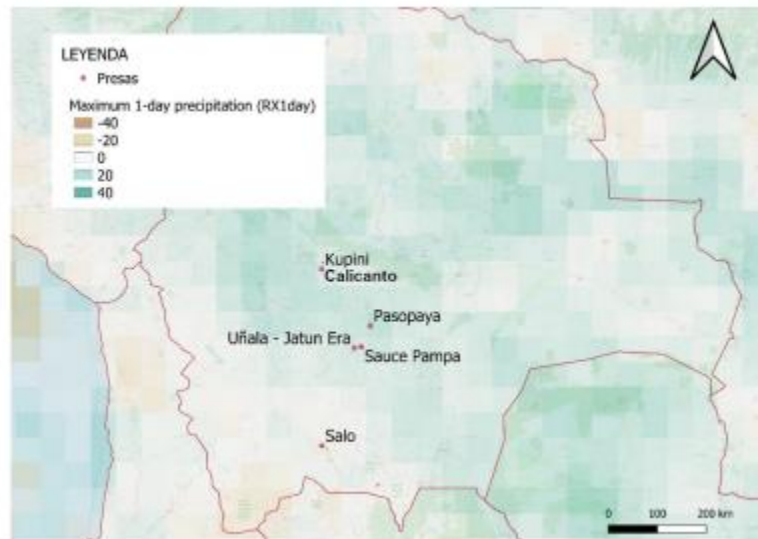 LEYENDA
Presas
Maximum 1-day precipitation (RX1day)
-40
-20
0
20
40
Kupini
Calicanto
Pasopaya
Uñala - Jatun Era
Sauce Pampa
Salo
0 100 200 km